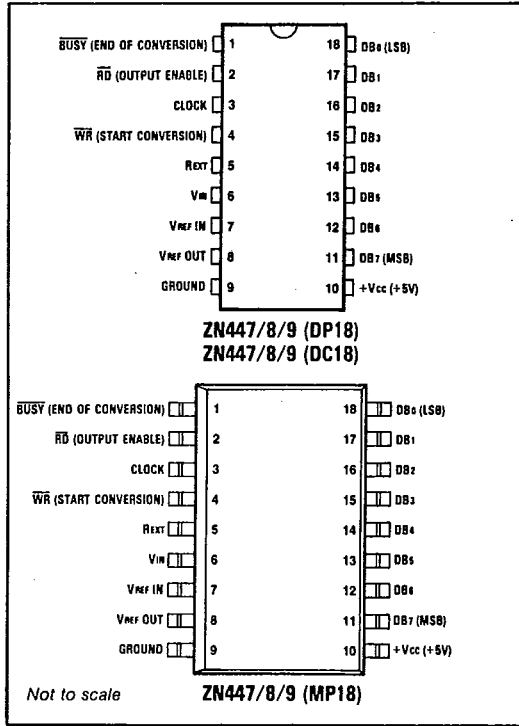 BUSY (END OF CONVERSION) 1 18 DB0 (LSB)
RD (OUTPUT ENABLE) 2 17 DB1
CLOCK 3 16 DB2
WR (START CONVERSION) 4 15 DB3
REXT 5 14 DB4
VIN 6 13 DB5
VREF IN 7 12 DB6
VREF OUT 8 11 DB7 (MSB)
GROUND 9 10 +VCC (+5V)
ZN447/8/9 (DP18)
ZN447/8/9 (DC18)
BUSY (END OF CONVERSION) 1 18 DB0 (LSB)
RD (OUTPUT ENABLE) 2 17 DB1
CLOCK 3 16 DB2
WR (START CONVERSION) 4 15 DB3
REXT 5 14 DB4
VIN 6 13 DB5
VREF IN 7 12 DB6
VREF OUT 8 11 DB7 (MSB)
GROUND 9 10 +VCC (+5V)
Not to scale ZN447/8/9 (MP18)